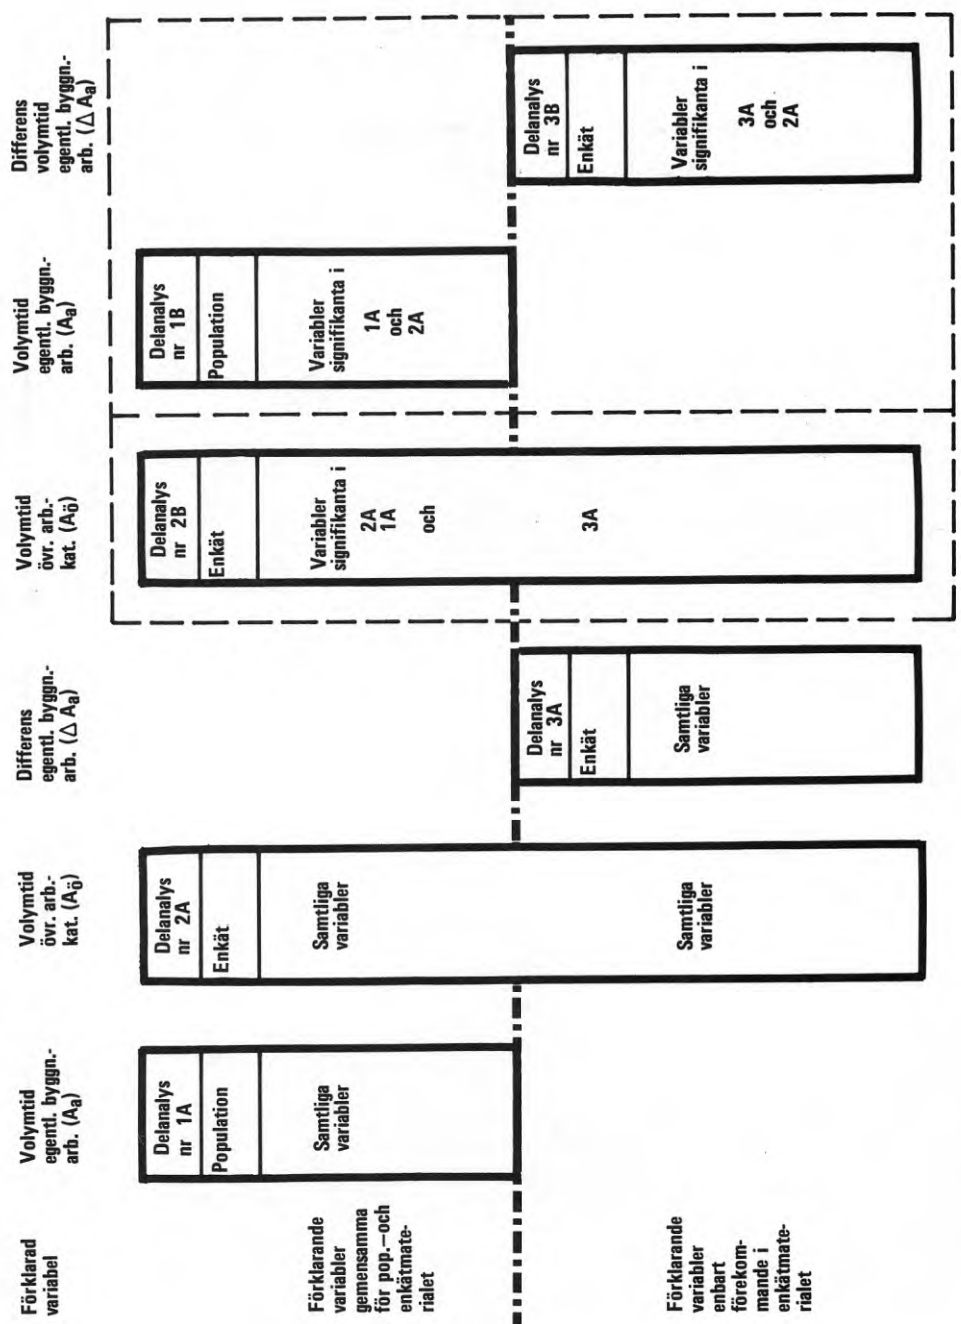 Förklarad
variabel
Volymtid
egentl. byggn.-
arb. (Aa)
Volymtid
övr. arb.-
kat. (Aö)
Differens
egentl. byggn.-
arb. (Δ Aa)
Volymtid
övr. arb.-
kat. (Aö)
Volymtid
egentl. byggn.-
arb. (Aa)
Differens
volymtid
egentl. byggn.-
arb. (Δ Aa)
Förklarande
variabler
gemensamma
för pop.—och
enkätmate-
rialet
Delanalys
nr 1A
Population
Samtliga
variabler
Delanalys
nr 2A
Enkät
Samtliga
variabler
Samtliga
variabler
Delanalys
nr 3A
Enkät
Samtliga
variabler
Delanalys
nr 2B
Enkät
Variabler
signifikanta i
2A
1A
och
3A
Delanalys
nr 1B
Population
Variabler
signifikanta i
1A
och
2A
Delanalys
nr 3B
Enkät
Variabler
signifikanta i
3A
och
2A
Förklarande
variabler
enbart
förekom-
mande i
enkätmate-
rialet